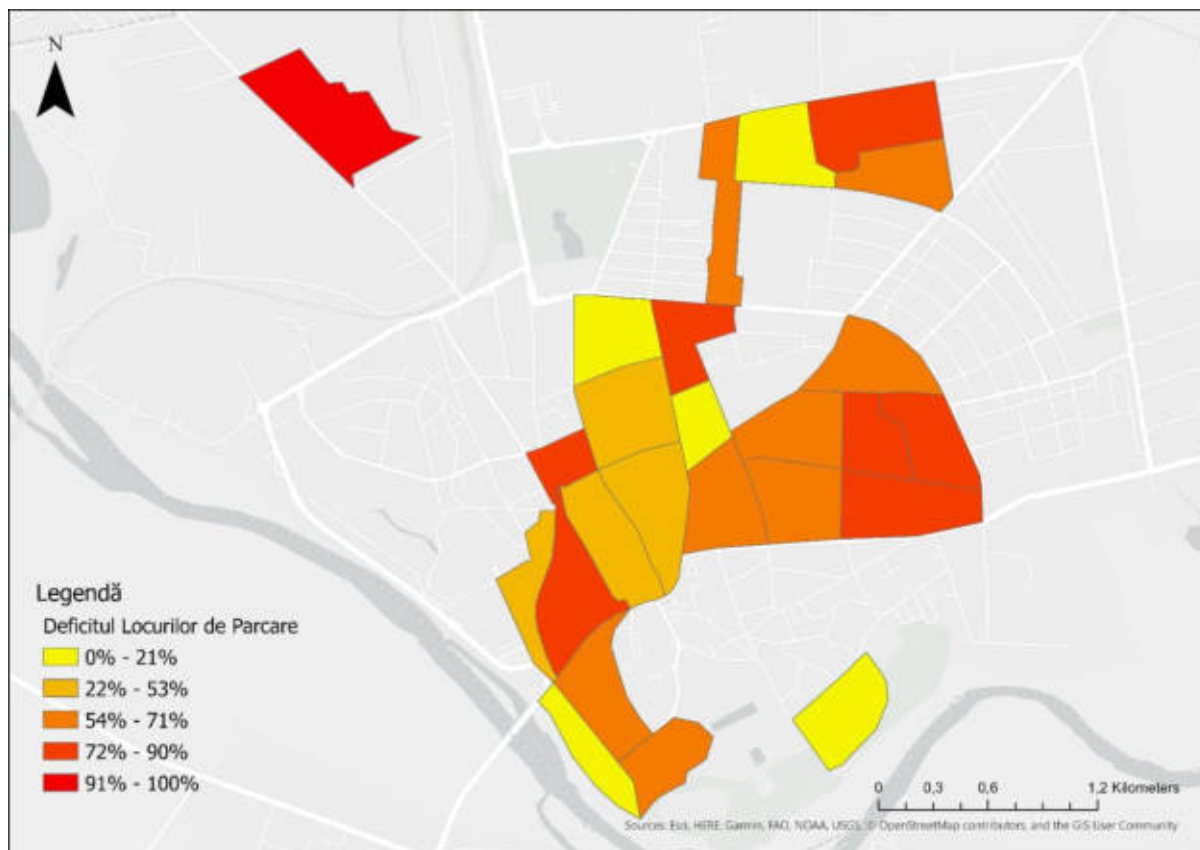 N
Legendă
Deficitul Locurilor de Parcare
0% - 21%
22% - 53%
54% - 71%
72% - 90%
91% - 100%
0 0,3 0,6 1,2 Kilometers
Sources: Esri, HERE, Garmin, FAO, NOAA, USGS, © OpenStreetMap contributors, and the GIS User Community